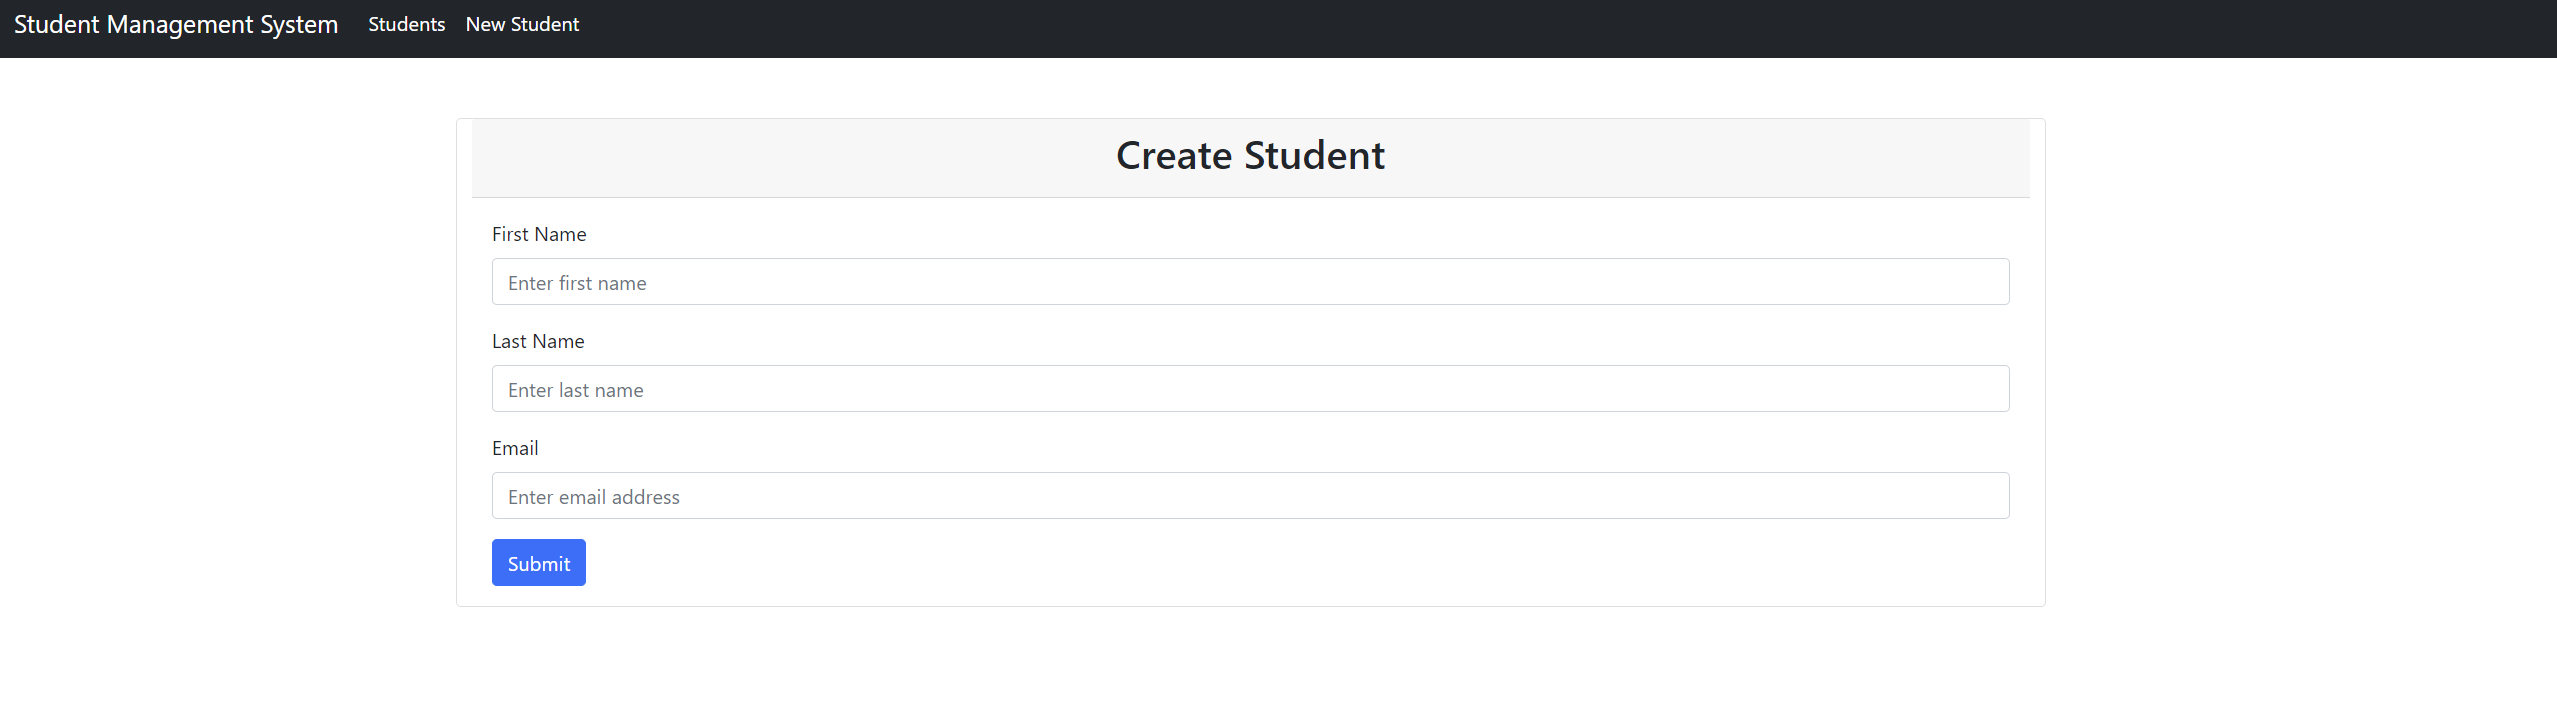 Student Management System Students New Student
Create Student
First Name
Enter first name
Last Name
Enter last name
Email
Enter email address
Submit